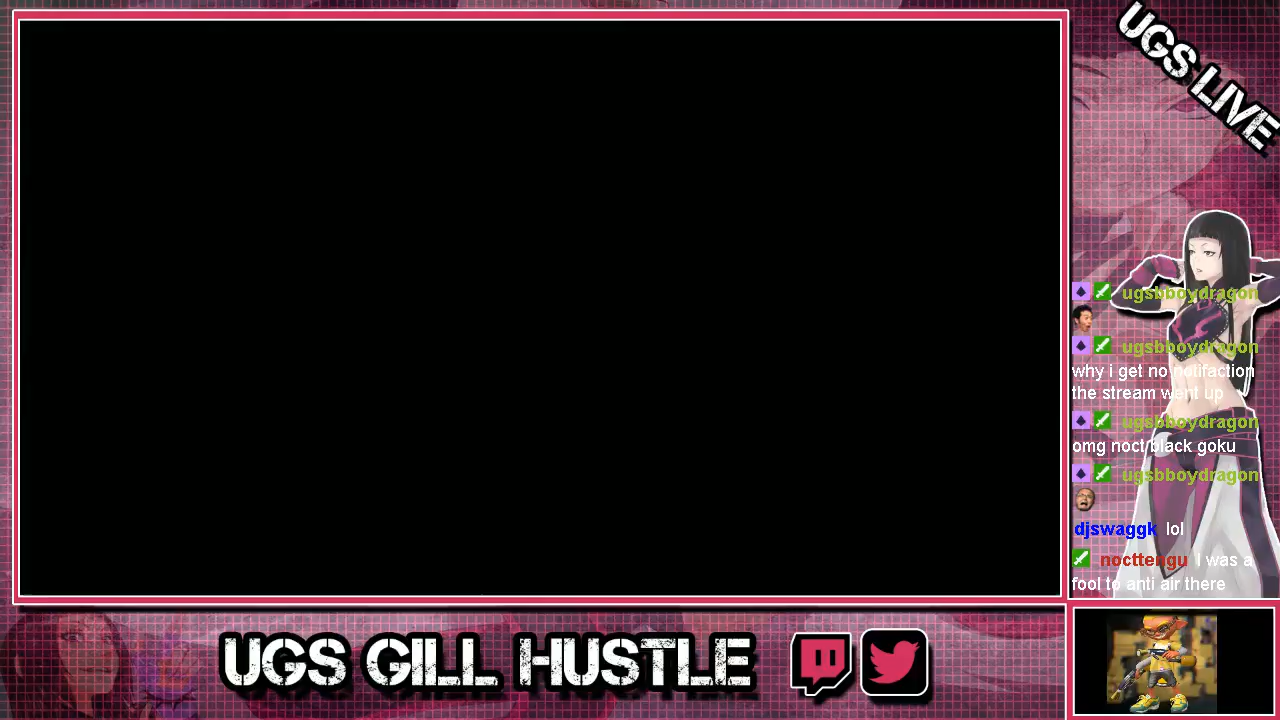 UGS LIVE
ugsbboydragon
ugsbboydragon
why i get no notifaction
the stream went up
ugsbboydragon
omg noct/black goku
ugsbboydragon
djswaggk lol
nocttengu I was a
fool to anti air there
UGS GILL HUSTLE